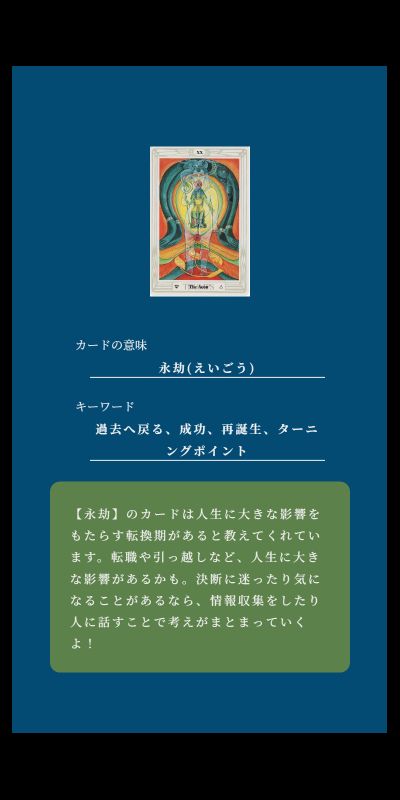 XX
The Aeon
カードの意味
永劫(えいごう)
キーワード
過去へ戻る、成功、再誕生、ターニ
ングポイント
【永劫】のカードは人生に大きな影響を
もたらす転換期があると教えてくれてい
ます。転職や引っ越しなど、人生に大き
な影響があるかも。決断に迷ったり気に
なることがあるなら、情報収集をしたり
人に話すことで考えがまとまっていく
よ！